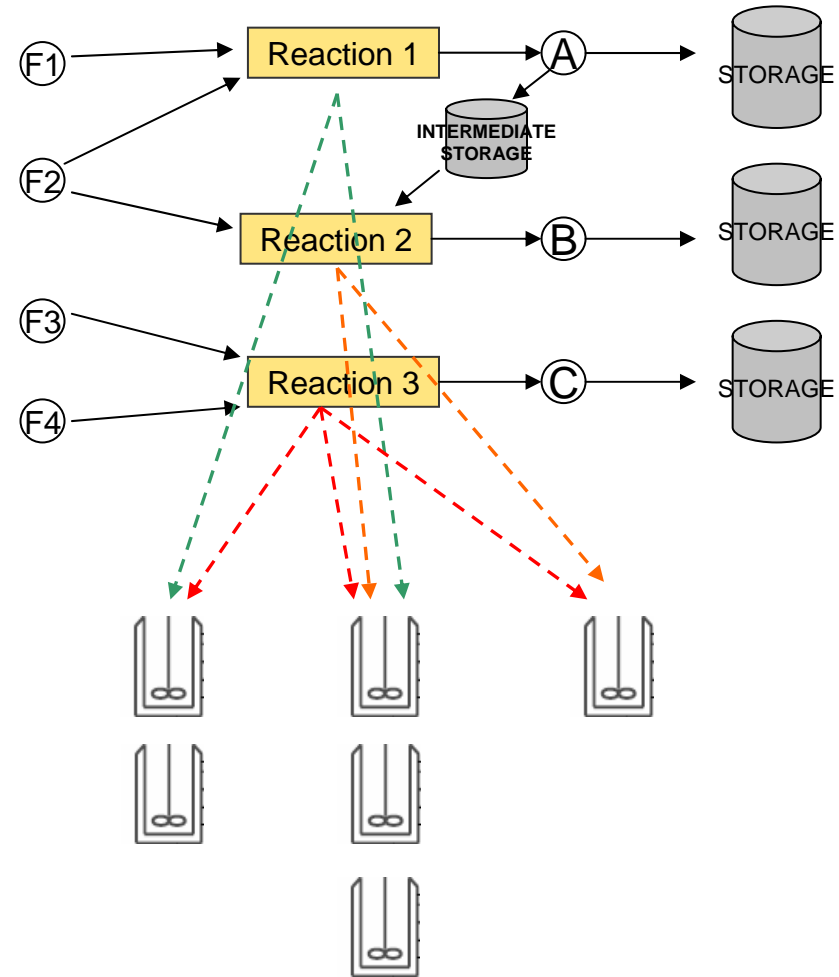 F1
Reaction 1
A
STORAGE
INTERMEDIATE
STORAGE
F2
Reaction 2
B
STORAGE
F3
Reaction 3
C
STORAGE
F4